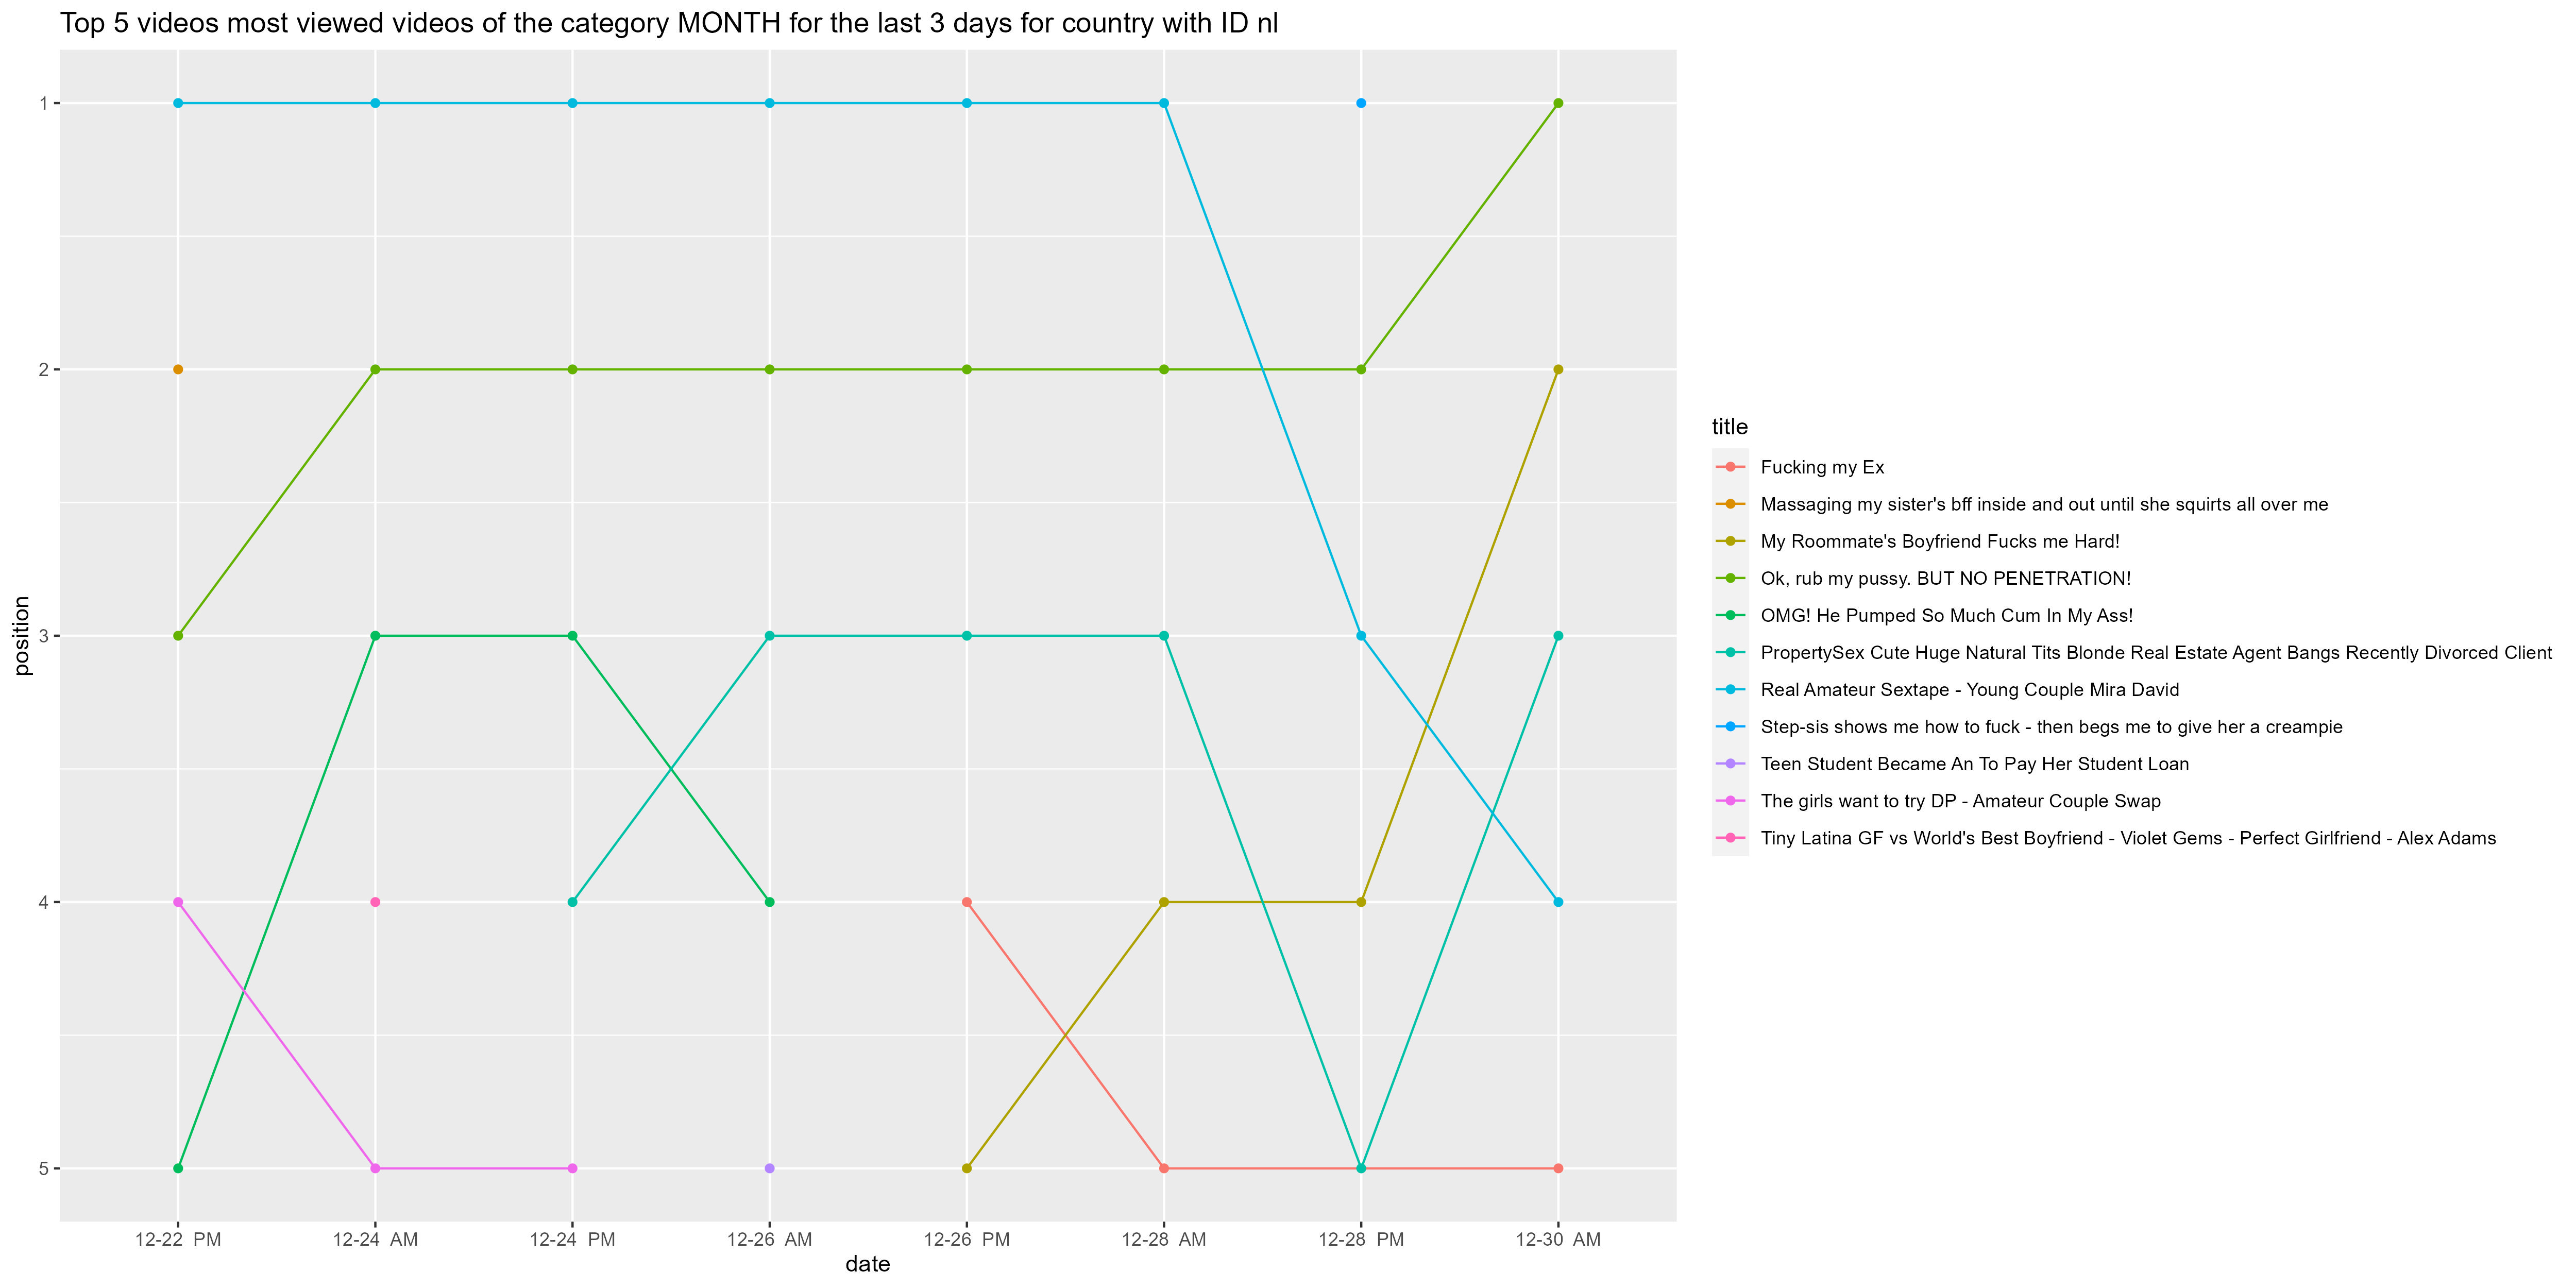 Top 5 videos most viewed videos of the category MONTH for the last 3 days for country with ID nl
position
1
2
3
4
5
12-22 PM
12-24 AM
12-24 PM
12-26 AM
12-26 PM
12-28 AM
12-28 PM
12-30 AM
date
title
Fucking my Ex
Massaging my sister's bff inside and out until she squirts all over me
My Roommate's Boyfriend Fucks me Hard!
Ok, rub my pussy. BUT NO PENETRATION!
OMG! He Pumped So Much Cum In My Ass!
PropertySex Cute Huge Natural Tits Blonde Real Estate Agent Bangs Recently Divorced Client
Real Amateur Sextape - Young Couple Mira David
Step-sis shows me how to fuck - then begs me to give her a creampie
Teen Student Became An To Pay Her Student Loan
The girls want to try DP - Amateur Couple Swap
Tiny Latina GF vs World's Best Boyfriend - Violet Gems - Perfect Girlfriend - Alex Adams